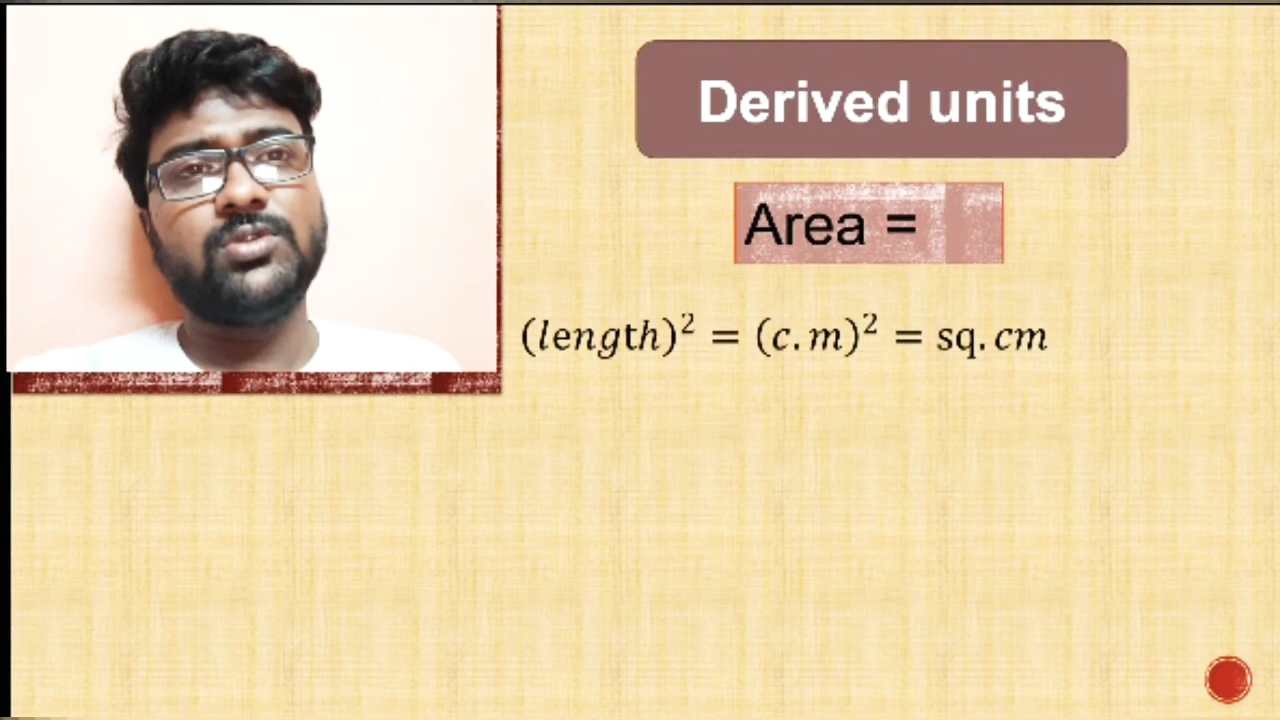 Derived units
Area =
(length)² = (c.m)² = sq.cm